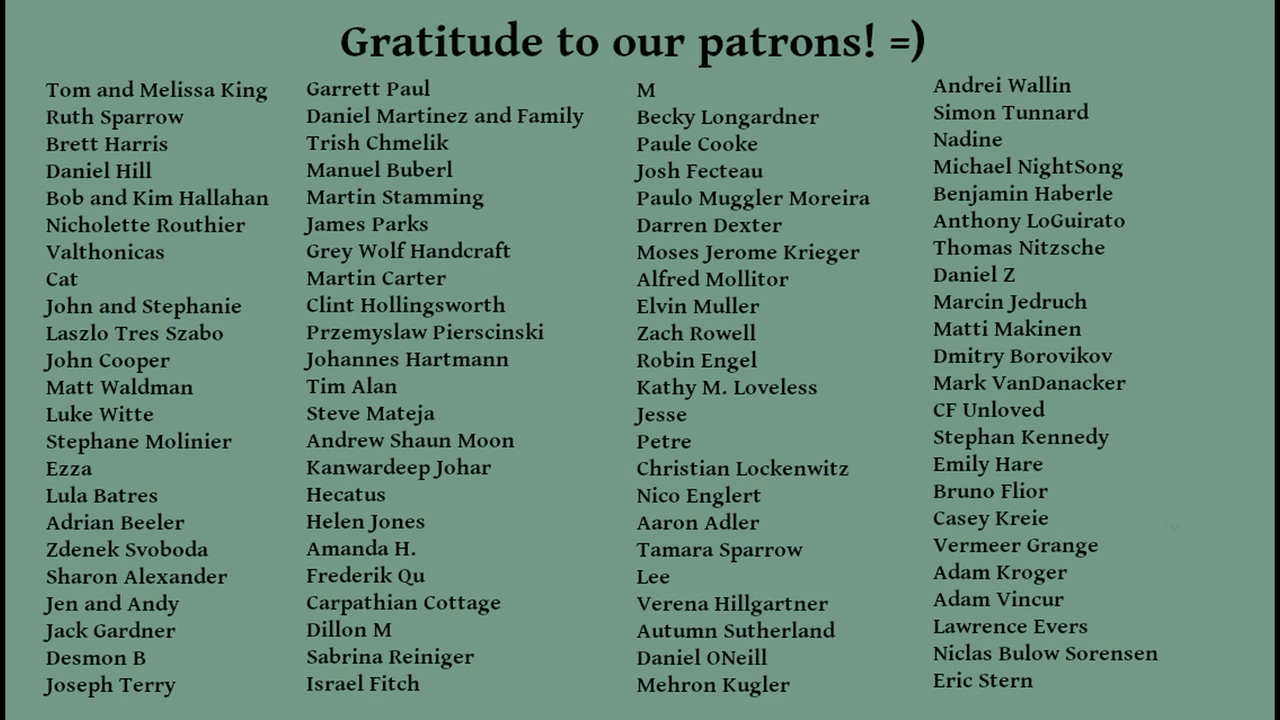 Gratitude to our patrons! =)
Tom and Melissa King
Ruth Sparrow
Brett Harris
Daniel Hill
Bob and Kim Hallahan
Nicholette Routhier
Valthonicas
Cat
John and Stephanie
Laszlo Tres Szabo
John Cooper
Matt Waldman
Luke Witte
Stephane Molinier
Ezza
Lula Batres
Adrian Beeler
Zdenek Svoboda
Sharon Alexander
Jen and Andy
Jack Gardner
Desmon B
Joseph Terry
Garrett Paul
Daniel Martinez and Family
Trish Chmelik
Manuel Buberl
Martin Stamming
James Parks
Grey Wolf Handcraft
Martin Carter
Clint Hollingsworth
Przemyslaw Pierscinski
Johannes Hartmann
Tim Alan
Steve Mateja
Andrew Shaun Moon
Kanwardeep Johar
Hecatus
Helen Jones
Amanda H.
Frederik Qu
Carpathian Cottage
Dillon M
Sabrina Reiniger
Israel Fitch
M
Becky Longardner
Paule Cooke
Josh Fecteau
Paulo Muggler Moreira
Darren Dexter
Moses Jerome Krieger
Alfred Mollitor
Elvin Muller
Zach Rowell
Robin Engel
Kathy M. Loveless
Jesse
Petre
Christian Lockenwitz
Nico Englert
Aaron Adler
Tamara Sparrow
Lee
Verena Hillgartner
Autumn Sutherland
Daniel ONeill
Mehron Kugler
Andrei Wallin
Simon Tunnard
Nadine
Michael NightSong
Benjamin Haberle
Anthony LoGuirato
Thomas Nitzsche
Daniel Z
Marcin Jedruch
Matti Makinen
Dmitry Borovikov
Mark VanDanacker
CF Unloved
Stephan Kennedy
Emily Hare
Bruno Flior
Casey Kreie
Vermeer Grange
Adam Kroger
Adam Vincur
Lawrence Evers
Niclas Bulow Sorensen
Eric Stern